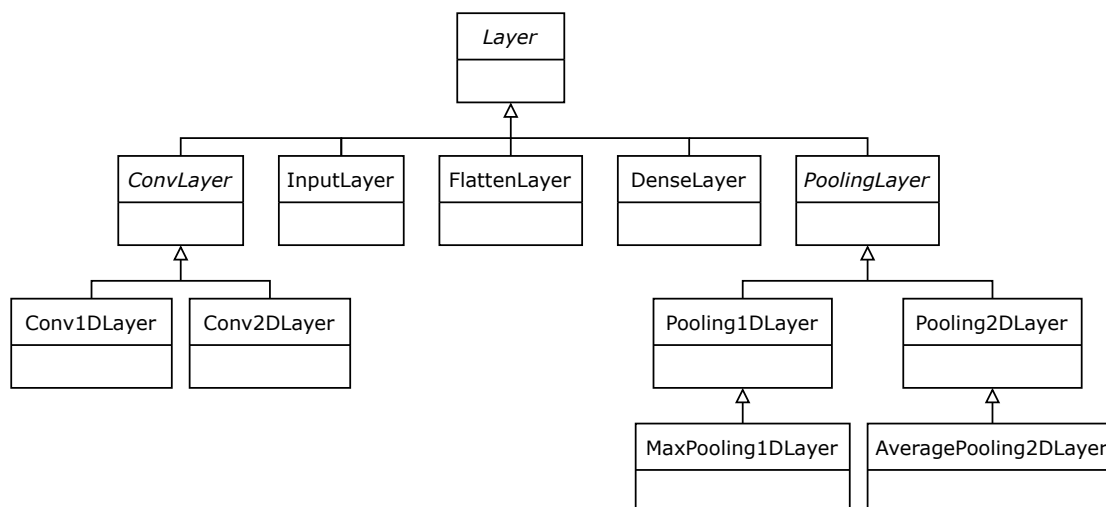 Layer
ConvLayer
InputLayer
FlattenLayer
DenseLayer
PoolingLayer
Conv1DLayer
Conv2DLayer
Pooling1DLayer
Pooling2DLayer
MaxPooling1DLayer
AveragePooling2DLayer